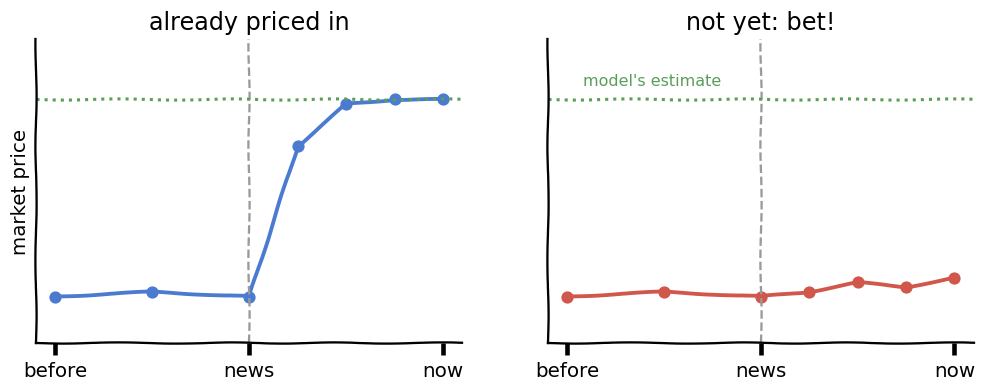 already priced in
market price
before
news
now
not yet: bet!
model's estimate
before
news
now